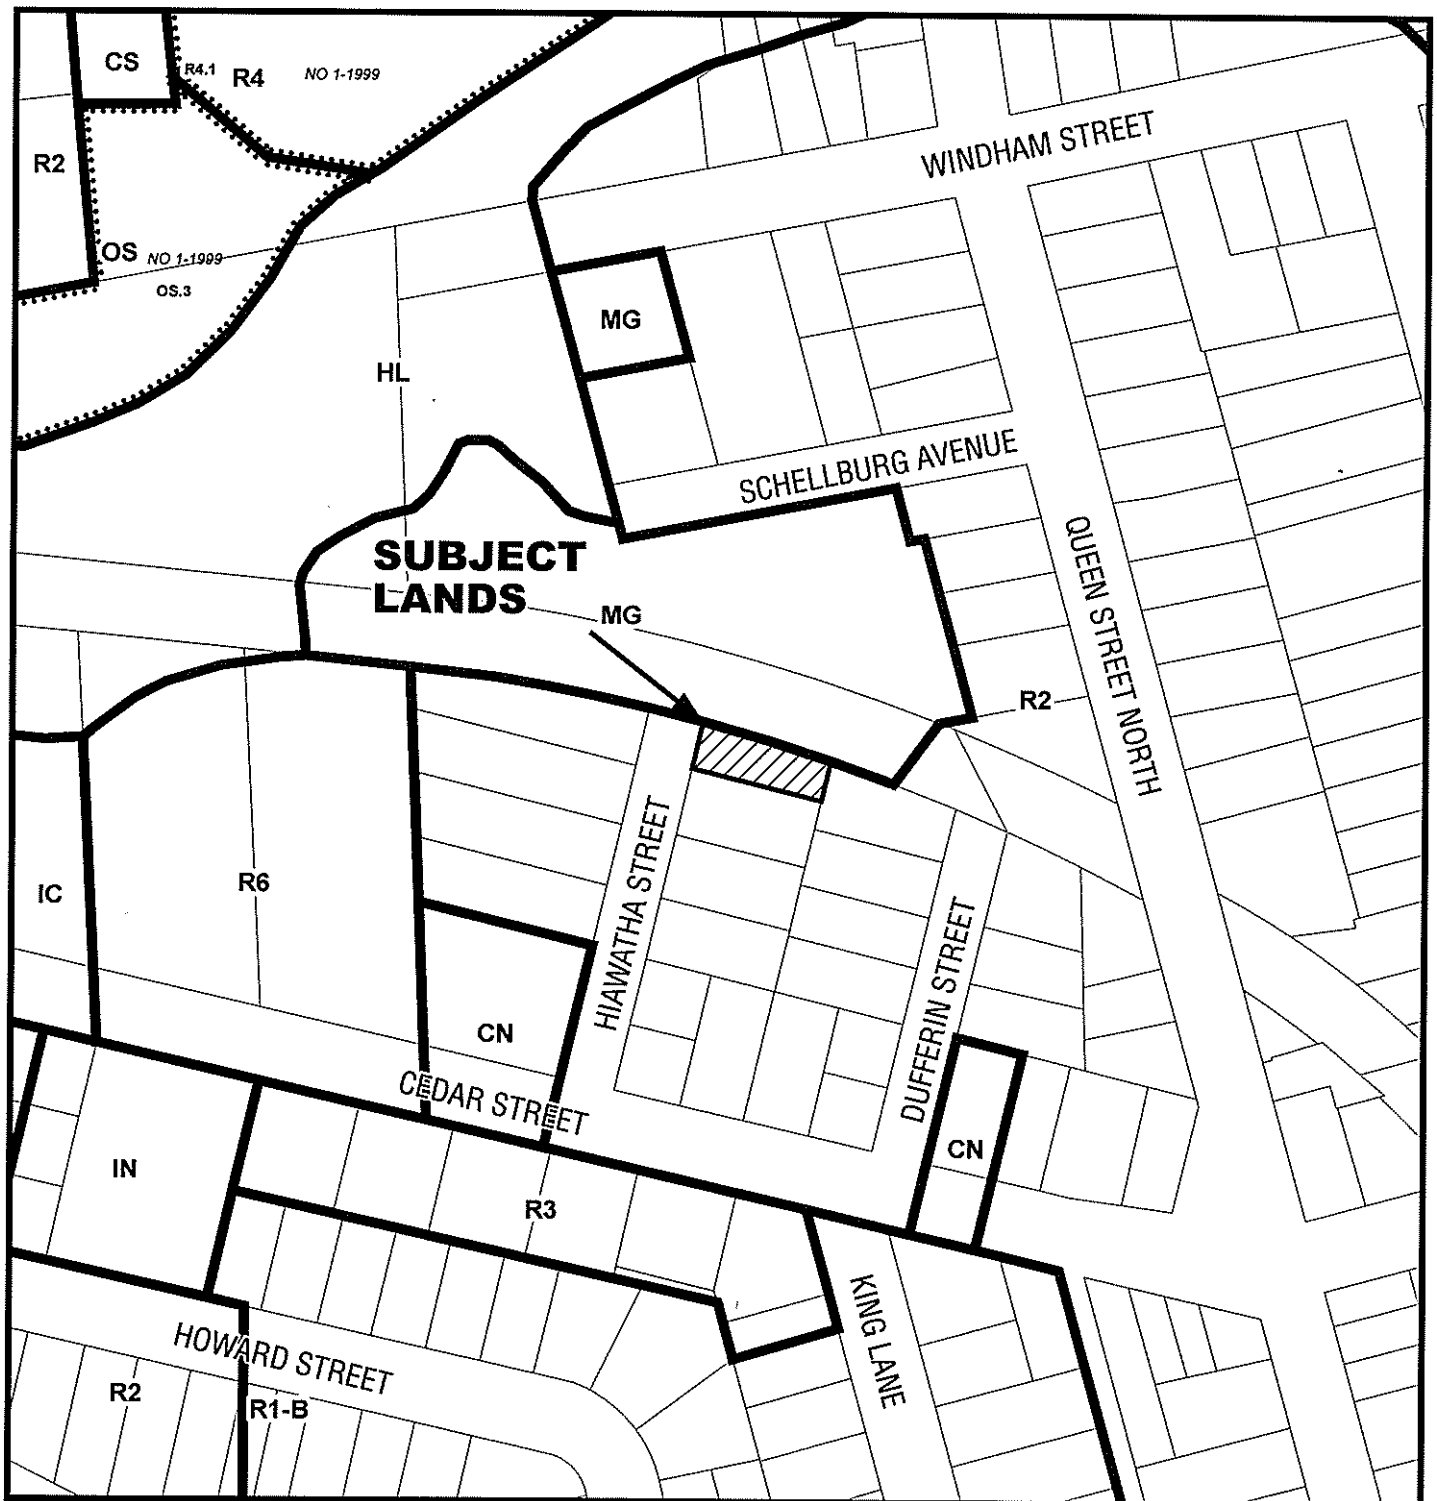 CS
R4.1
R4
NO 1-1999
R2
WINDHAM STREET
OS
NO 1-1999
OS.3
MG
HL
SCHELLBURG AVENUE
SUBJECT
LANDS
MG
QUEEN STREET NORTH
R2
HIAWATHA STREET
IC
R6
DUFFERIN STREET
CN
CEDAR STREET
CN
IN
R3
KING LANE
HOWARD STREET
R2
R1-B